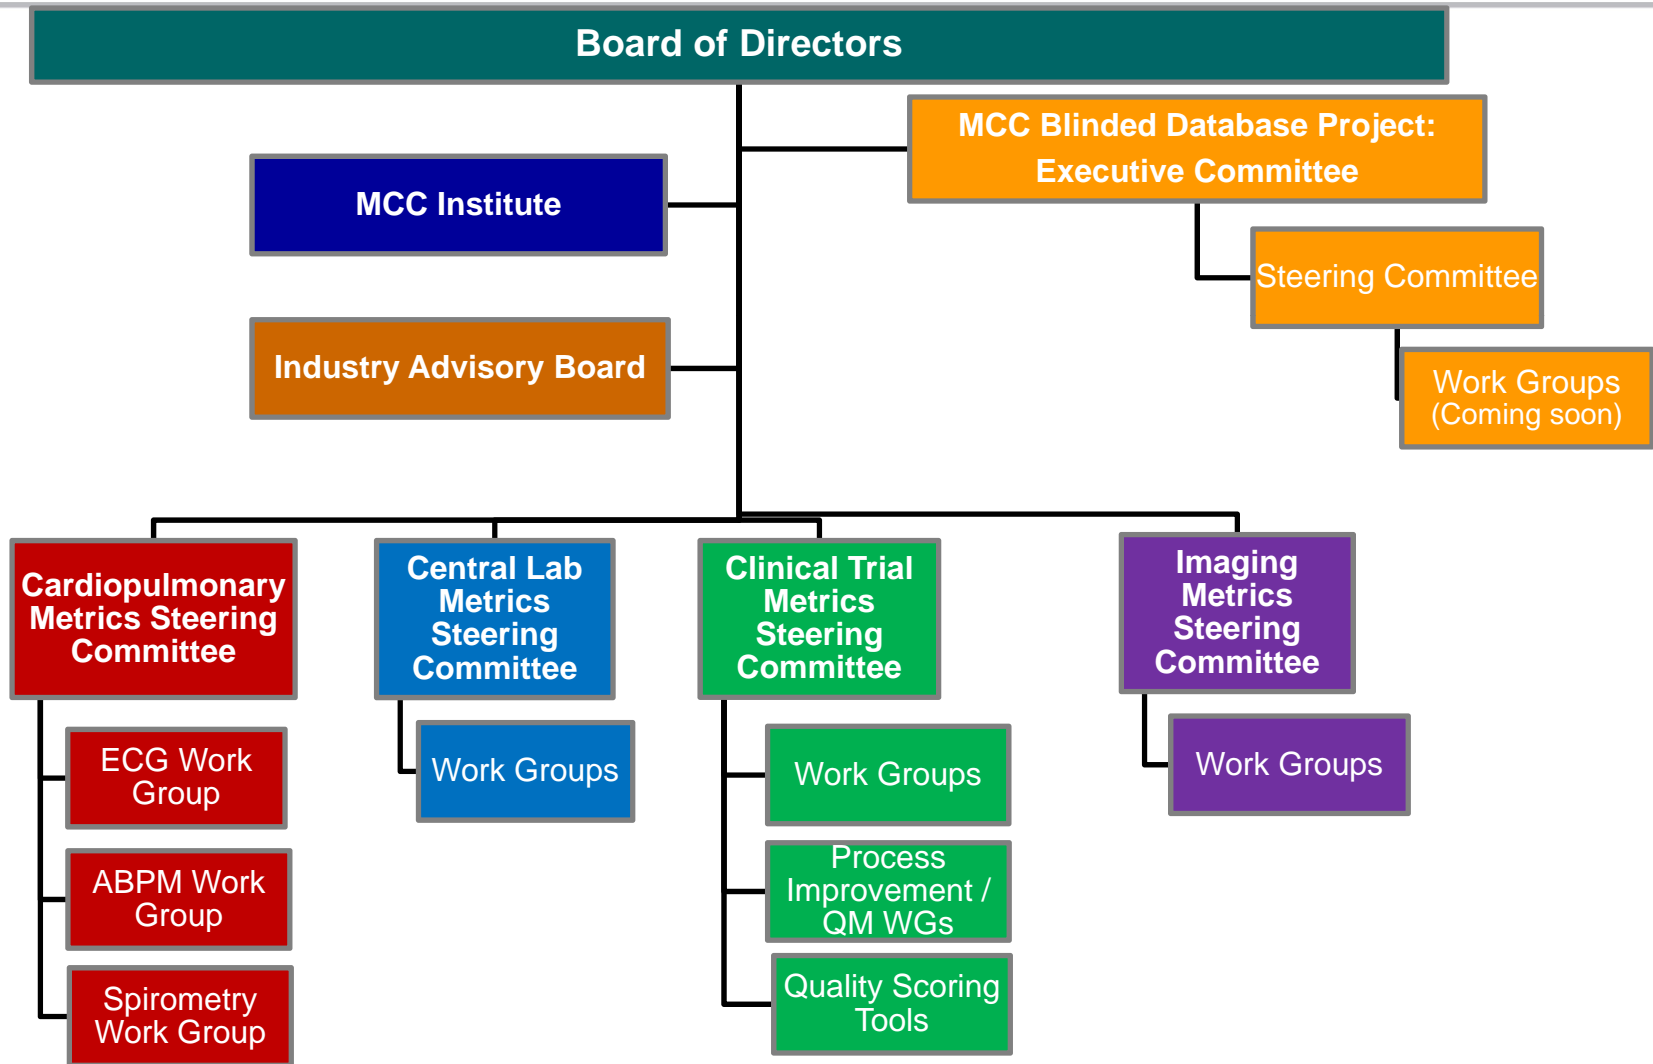 Board of Directors
MCC Blinded Database Project:
Executive Committee
MCC Institute
Steering Committee
Industry Advisory Board
Work Groups
(Coming soon)
Cardiopulmonary
Metrics Steering
Committee
Central Lab
Metrics
Steering
Committee
Clinical Trial
Metrics
Steering
Committee
Imaging
Metrics
Steering
Committee
ECG Work
Group
ABPM Work
Group
Spirometry
Work Group
Work Groups
Work Groups
Process
Improvement /
QM WGs
Quality Scoring
Tools
Work Groups